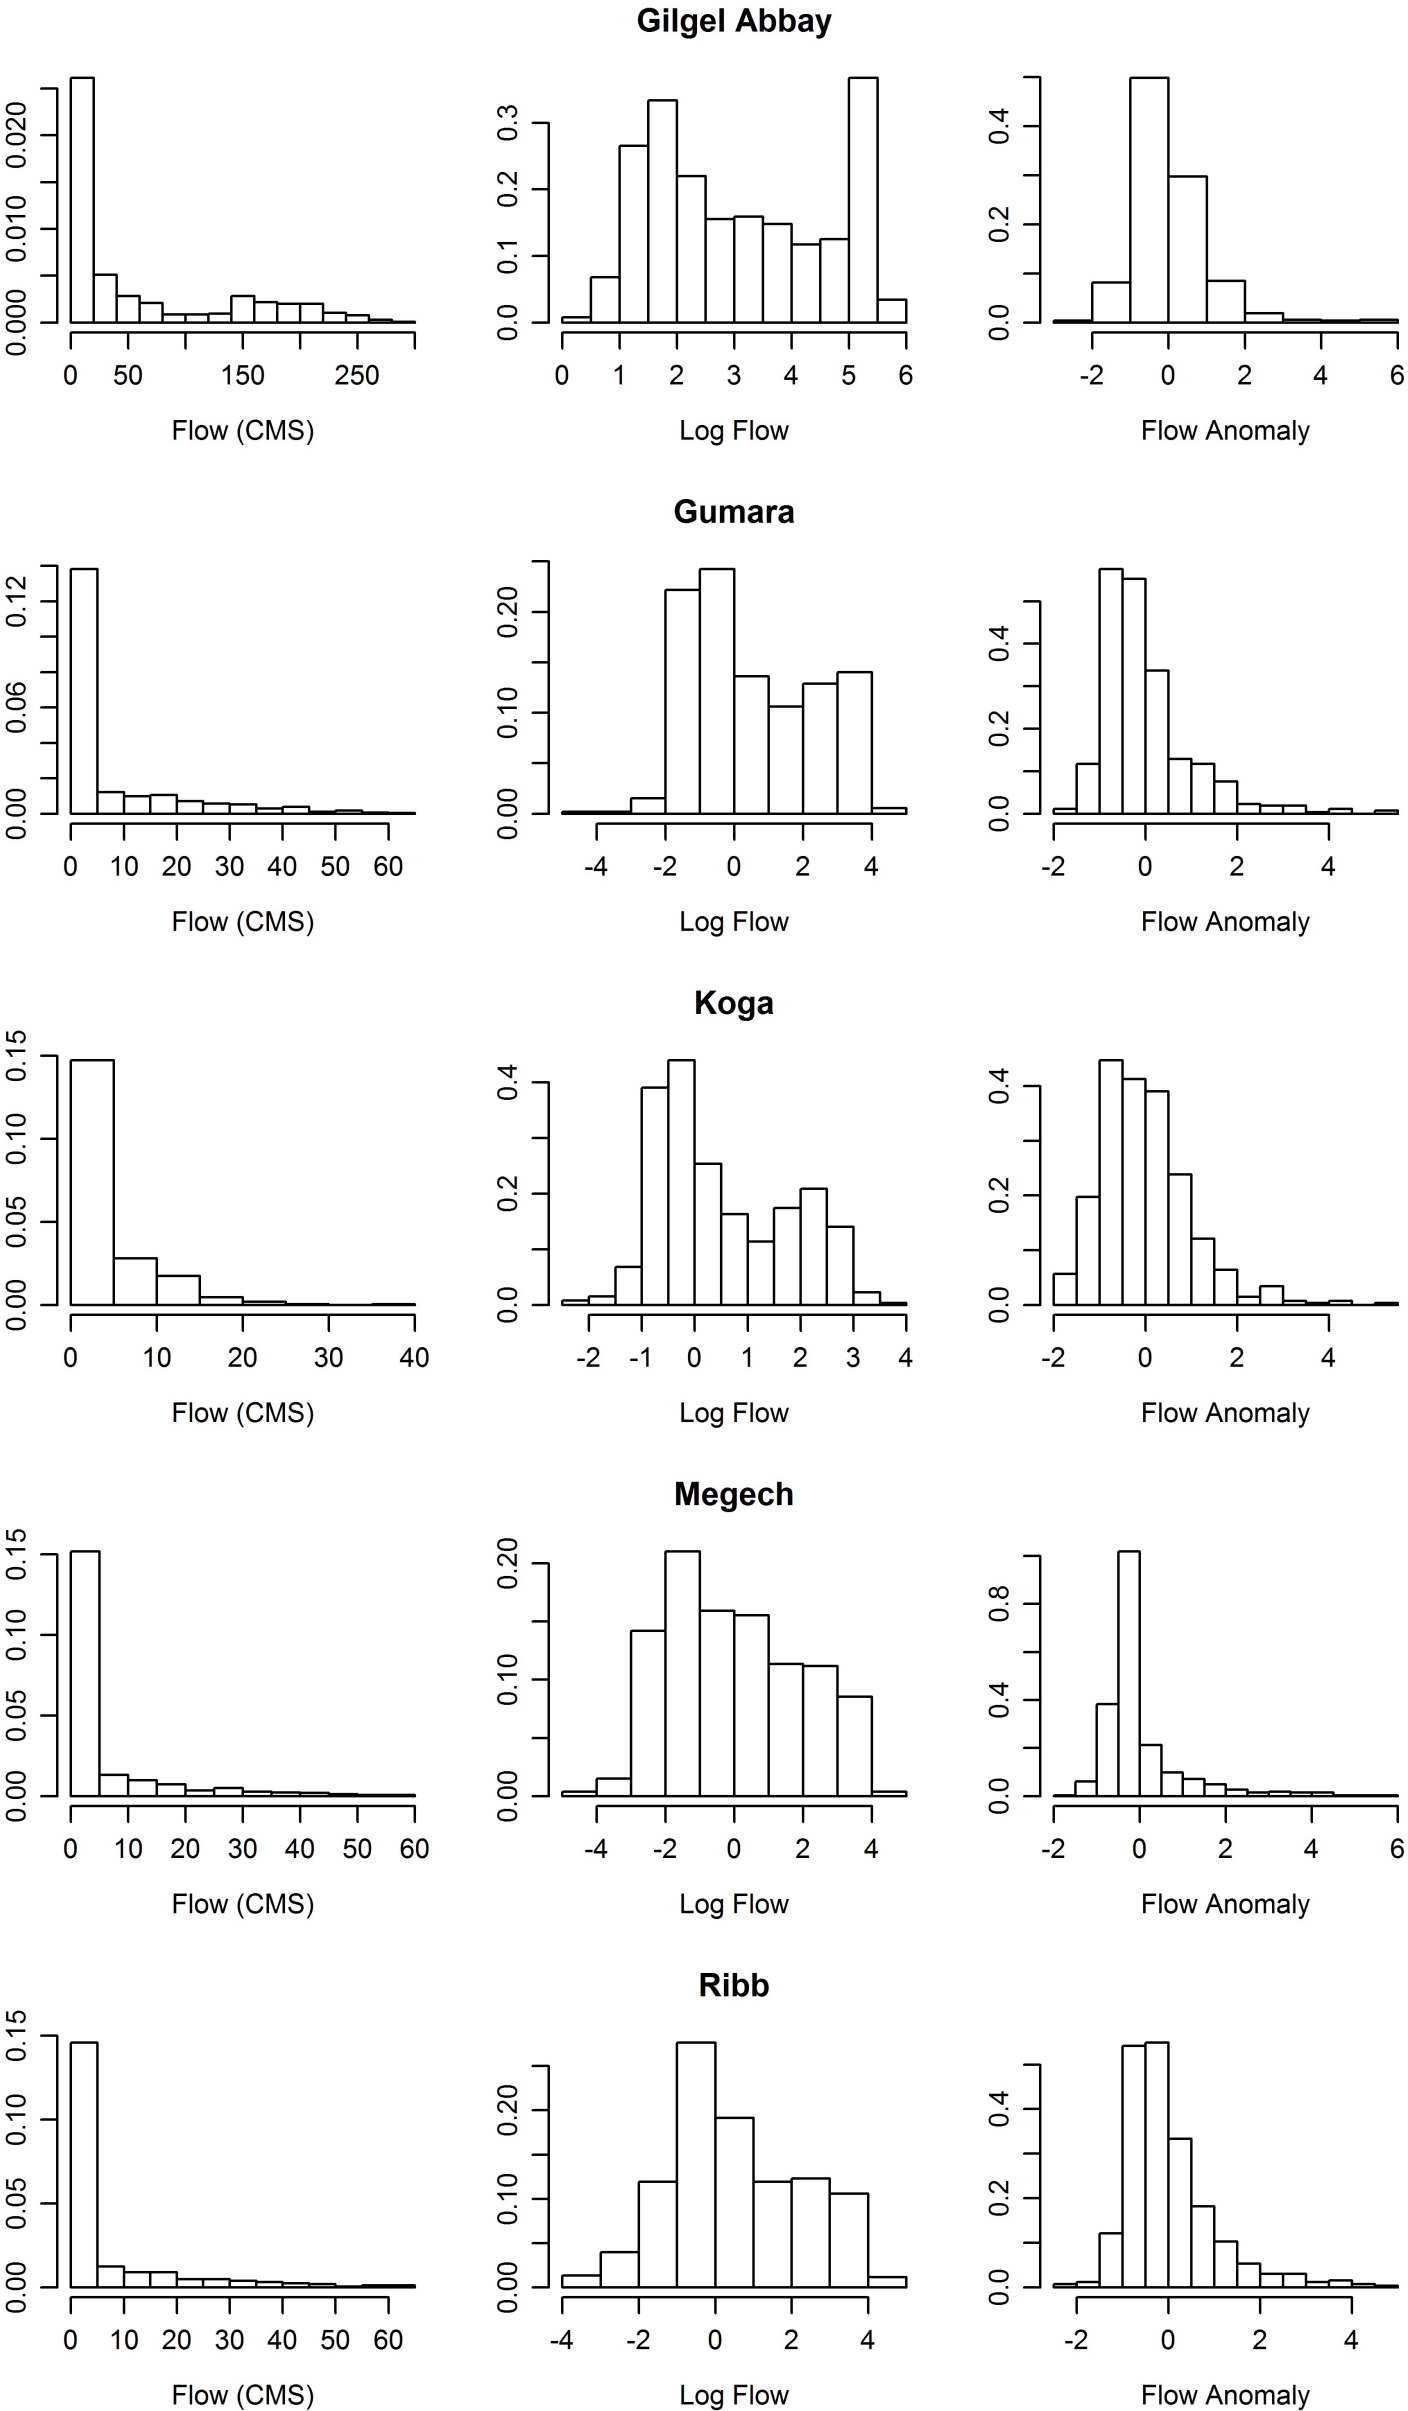 Gilgel Abbay
0.000 0.010 0.020
0 50 150 250
Flow (CMS)
0.0 0.1 0.2 0.3
0 1 2 3 4 5 6
Log Flow
0.0 0.2 0.4
-2 0 2 4 6
Flow Anomaly
Gumara
0.00 0.06 0.12
0 10 20 30 40 50 60
Flow (CMS)
0.00 0.10 0.20
-4 -2 0 2 4
Log Flow
0.0 0.2 0.4
-2 0 2 4
Flow Anomaly
Koga
0.00 0.05 0.10 0.15
0 10 20 30 40
Flow (CMS)
0.0 0.2 0.4
-2 -1 0 1 2 3 4
Log Flow
0.0 0.2 0.4
-2 0 2 4
Flow Anomaly
Megech
0.00 0.05 0.10 0.15
0 10 20 30 40 50 60
Flow (CMS)
0.00 0.10 0.20
-4 -2 0 2 4
Log Flow
0.0 0.4 0.8
-2 0 2 4 6
Flow Anomaly
Ribb
0.00 0.05 0.10 0.15
0 10 20 30 40 50 60
Flow (CMS)
0.00 0.10 0.20
-4 -2 0 2 4
Log Flow
0.0 0.2 0.4
-2 0 2 4
Flow Anomaly